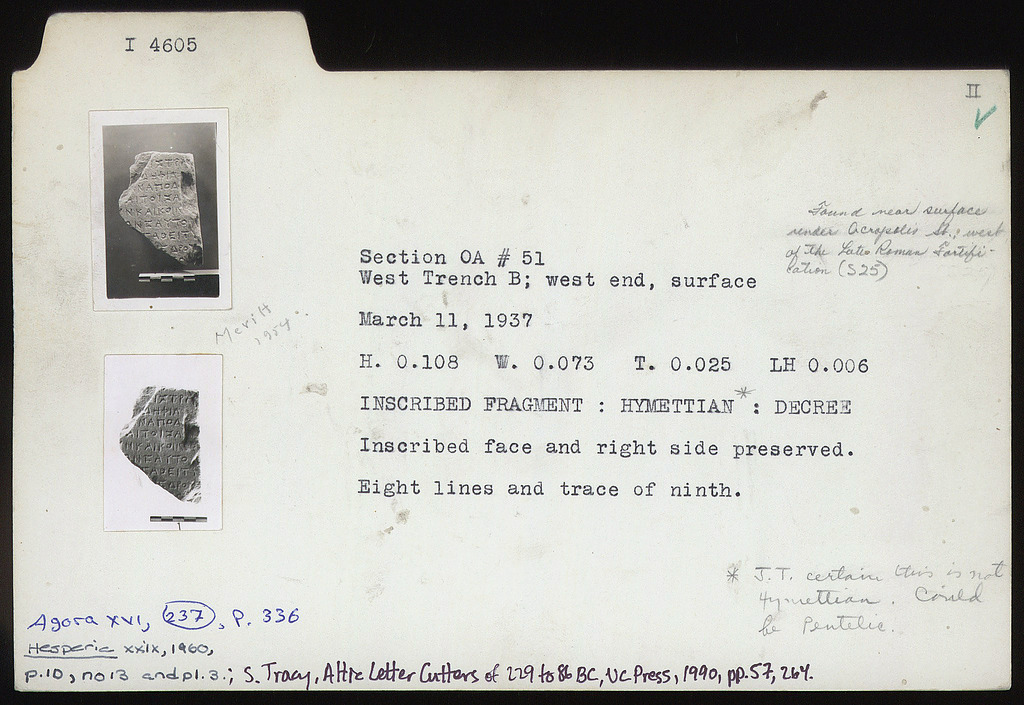 I 4605
II
Found near surface
under Acropolis St.; west
of the Late Roman Fortifi-
cation (S25)
Section OA # 51
West Trench B; west end, surface
March 11, 1937
H. 0.108 W. 0.073 T. 0.025 LH 0.006
INSCRIBED FRAGMENT : HYMETTIAN* : DECREE
Inscribed face and right side preserved.
Eight lines and trace of ninth.
Meritt
1954
* J.T. certain this is not
Hymettian. Could
be Pentelic.
Agora XVI, 237, P. 336
Hesperia XXIX, 1960,
p.10, no 13 and pl. 3.; S. Tracy, Attic Letter Cutters of 229 to 86 BC, UC Press, 1990, pp. 57, 264.